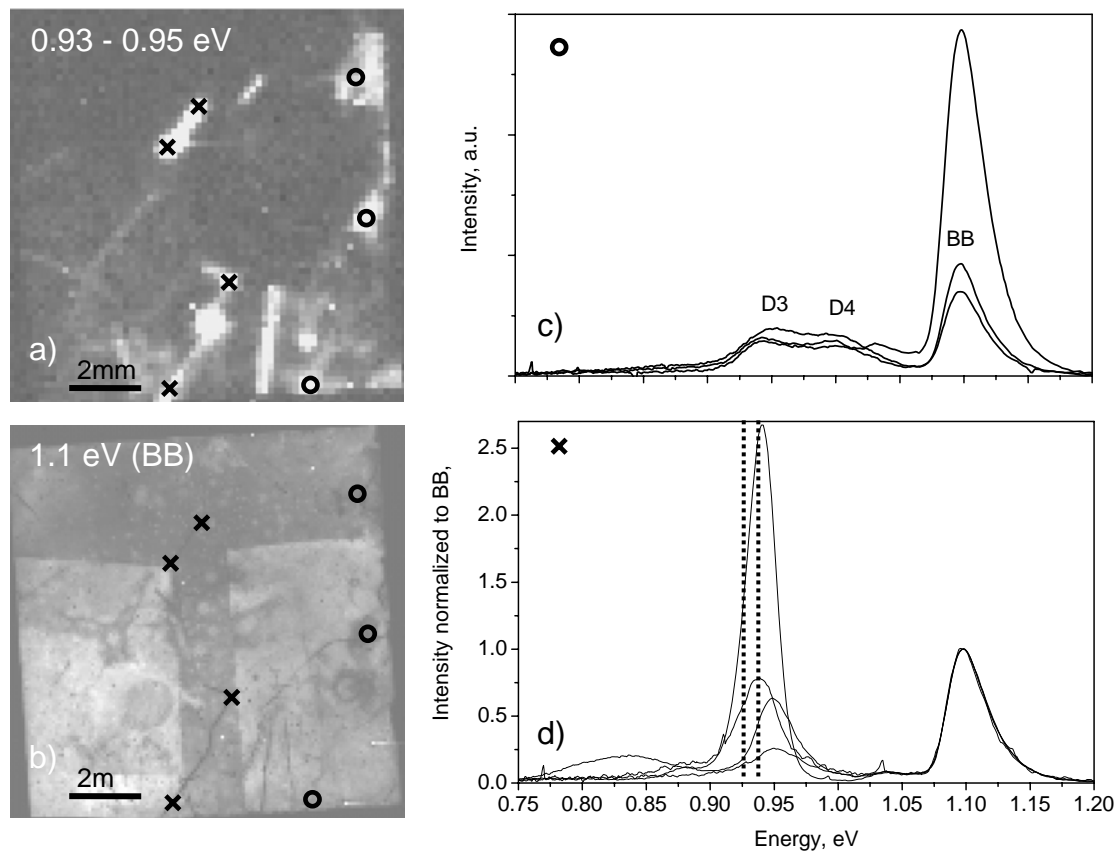 0.93 - 0.95 eV
a)
2mm
1.1 eV (BB)
b)
2m
Intensity, a.u.
D3
D4
BB
c)
Intensity normalized to BB,
2.5
2.0
1.5
1.0
0.5
0.0
d)
0.75 0.80 0.85 0.90 0.95 1.00 1.05 1.10 1.15 1.20
Energy, eV